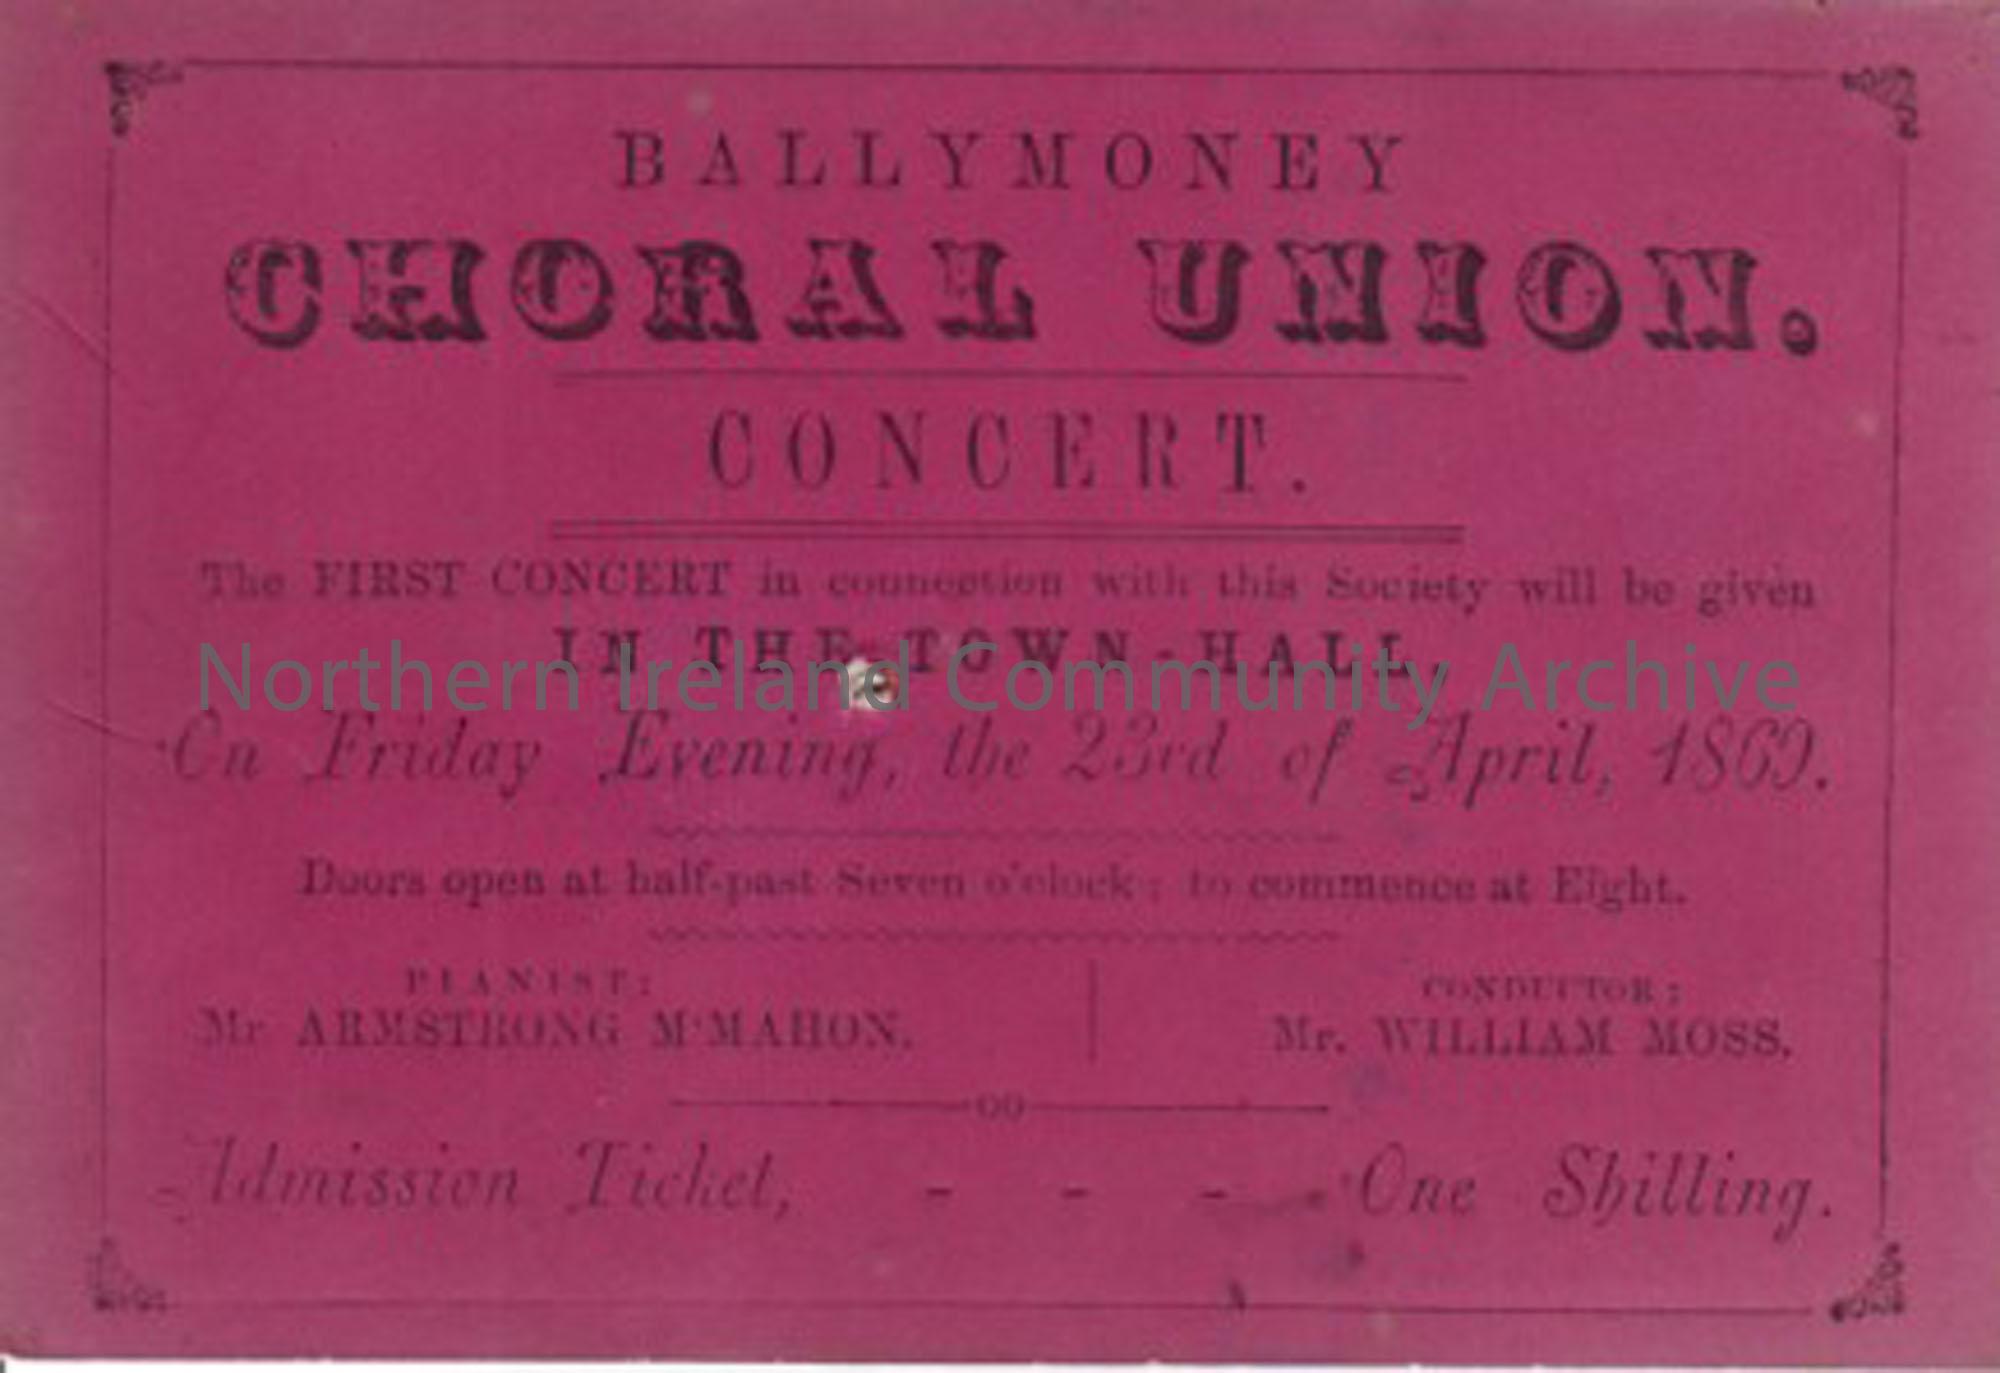 BALLYMONEY
CHORAL UNION.
CONCERT.
The FIRST CONCERT in connection with this Society will be given
IN THE TOWN-HALL,
Northern Ireland Community Archive
On Friday Evening, the 23rd of April, 1869.
Doors open at half-past Seven o'clock; to commence at Eight.
PIANIST:
Mr ARMSTRONG M'MAHON.
CONDUCTOR:
Mr. WILLIAM MOSS.
Admission Ticket, - - - One Shilling.